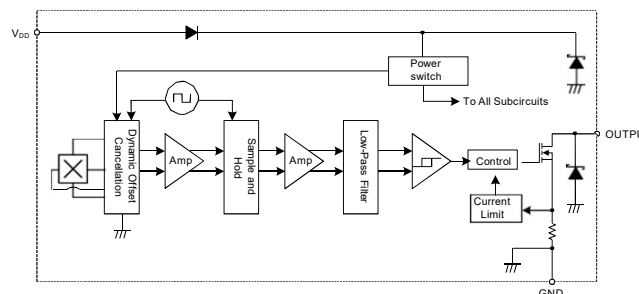 VDD
Power
switch
To All Subcircuits
Dynamic Offset
Cancellation
Amp
Sample and
Hold
Amp
Low-Pass Filter
Control
Current
Limit
OUTPU
GND